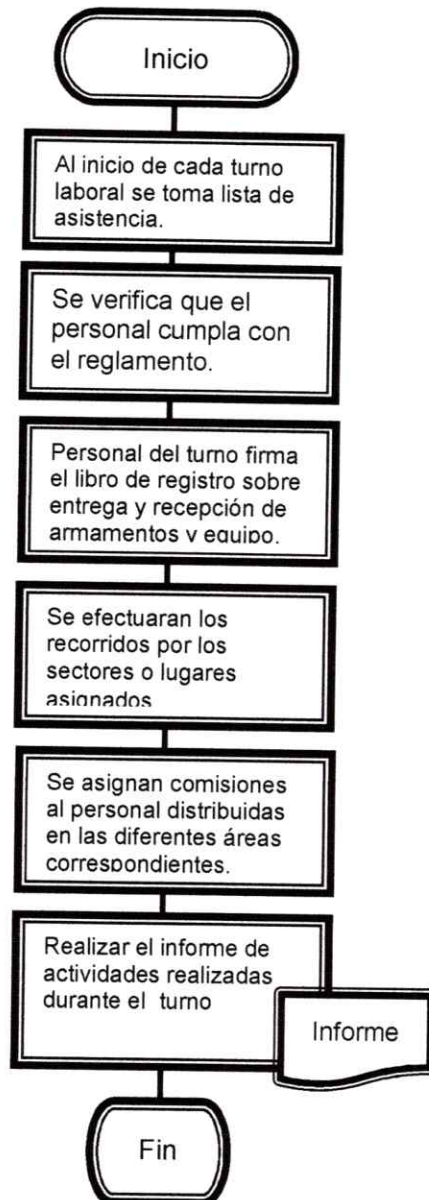 Inicio
Al inicio de cada turno
laboral se toma lista de
asistencia.
Se verifica que el
personal cumpla con
el reglamento.
Personal del turno firma
el libro de registro sobre
entrega y recepción de
armamentos y equipo.
Se efectuaran los
recorridos por los
sectores o lugares
asignados
Se asignan comisiones
al personal distribuidas
en las diferentes áreas
correspondientes.
Realizar el informe de
actividades realizadas
durante el turno
Informe
Fin